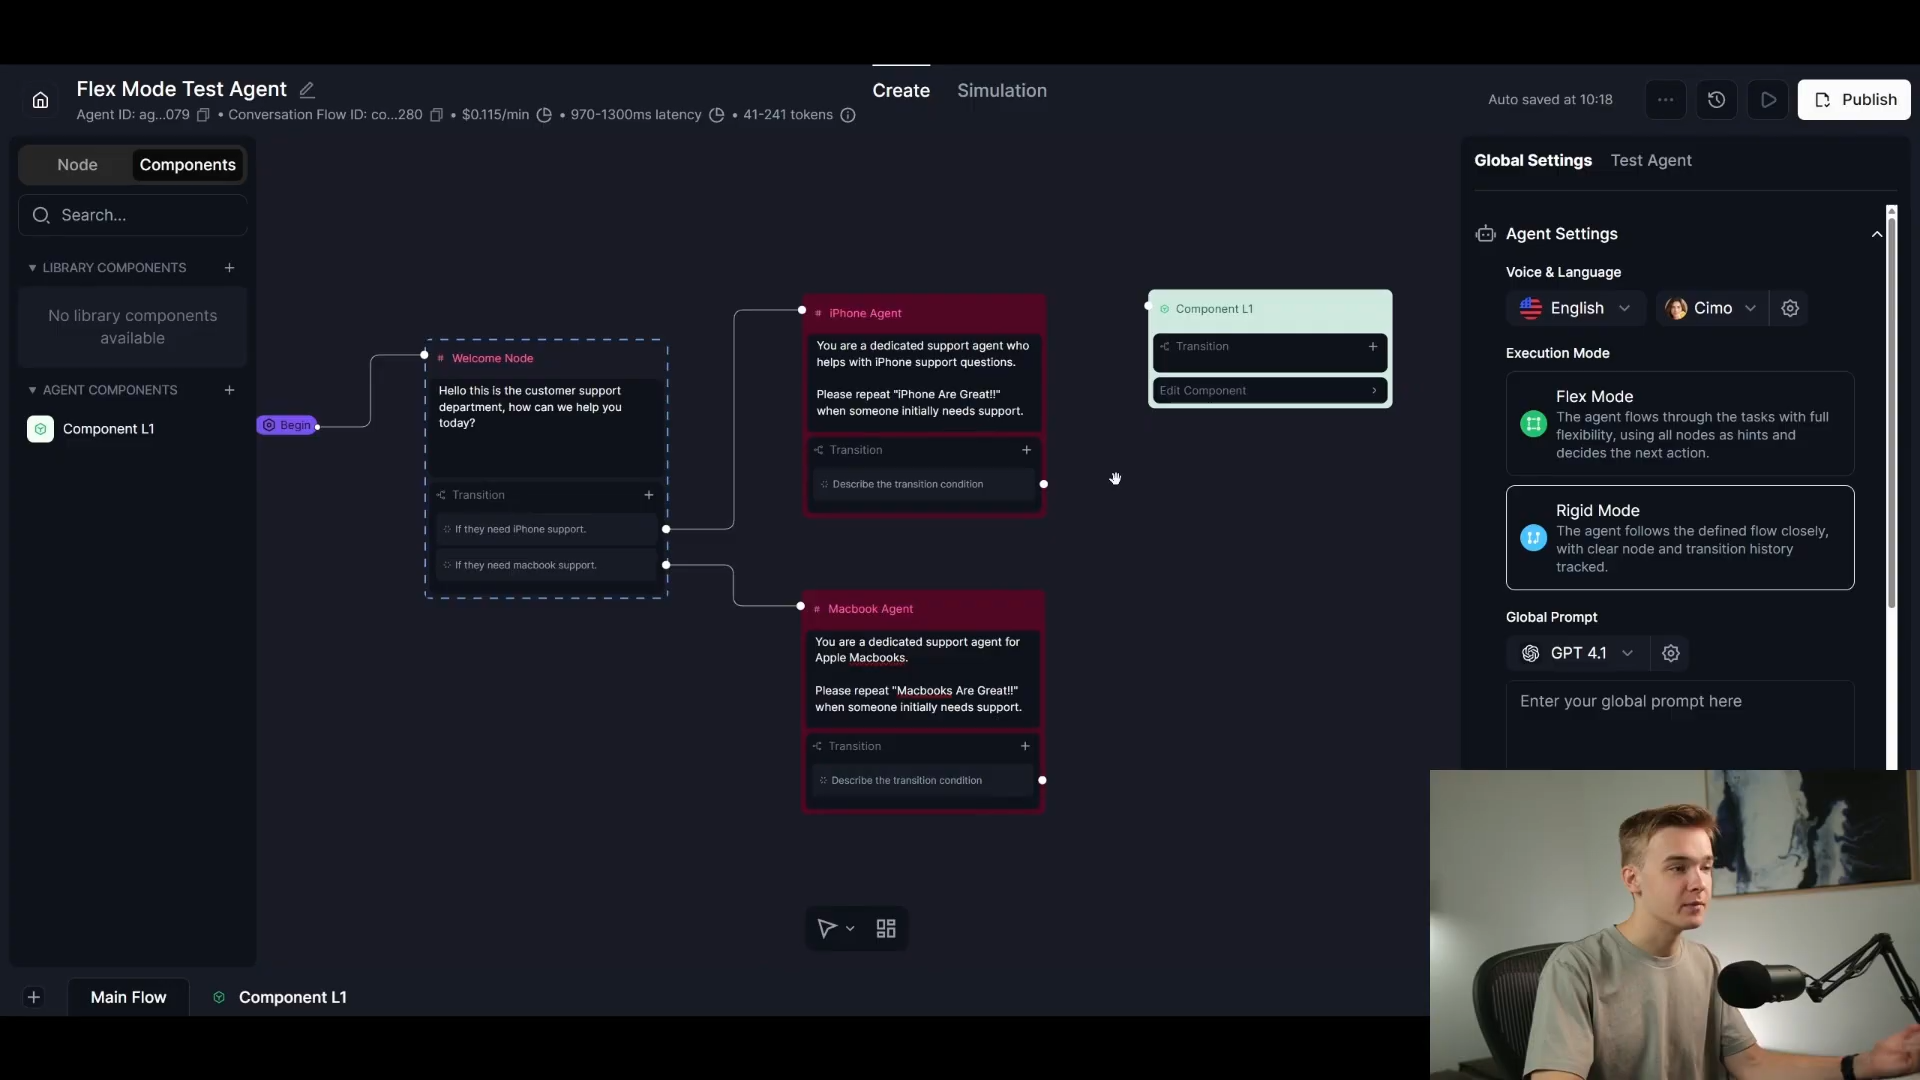 Flex Mode Test Agent
Agent ID: ag...079 • Conversation Flow ID: co...280 • $0.115/min • 970-1300ms latency • 41-241 tokens
Create Simulation
Auto saved at 10:18
Publish
Node Components
Search...
LIBRARY COMPONENTS +
No library components
available
AGENT COMPONENTS +
Component L1
Begin
# Welcome Node
Hello this is the customer support
department, how can we help you
today?
Transition +
If they need iPhone support.
If they need macbook support.
# iPhone Agent
You are a dedicated support agent who
helps with iPhone support questions.
Please repeat "iPhone Are Great!!"
when someone initially needs support.
Transition +
Describe the transition condition
# Macbook Agent
You are a dedicated support agent for
Apple Macbooks.
Please repeat "Macbooks Are Great!!"
when someone initially needs support.
Transition +
Describe the transition condition
Component L1
Transition +
Edit Component
Global Settings Test Agent
Agent Settings
Voice & Language
English Cimo
Execution Mode
Flex Mode
The agent flows through the tasks with full
flexibility, using all nodes as hints and
decides the next action.
Rigid Mode
The agent follows the defined flow closely,
with clear node and transition history
tracked.
Global Prompt
GPT 4.1
Enter your global prompt here
+ Main Flow Component L1